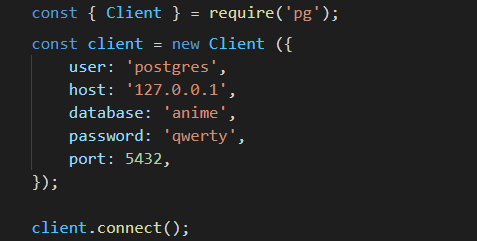 const { Client } = require('pg');
const client = new Client ({
    user: 'postgres',
    host: '127.0.0.1',
    database: 'anime',
    password: 'qwerty',
    port: 5432,
});
client.connect();